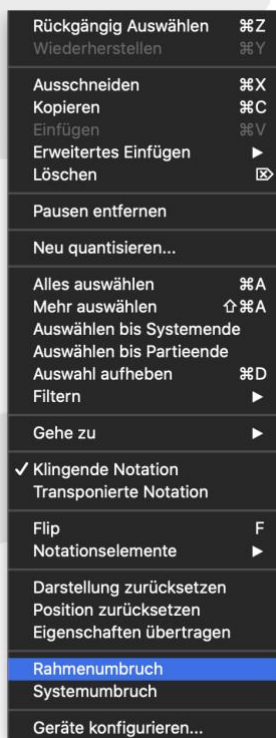 Rückgängig Auswählen ⌘Z
Wiederherstellen ⌘Y
Ausschneiden ⌘X
Kopieren ⌘C
Einfügen ⌘V
Erweitertes Einfügen ▶
Löschen ⌦
Pausen entfernen
Neu quantisieren...
Alles auswählen ⌘A
Mehr auswählen ⇧⌘A
Auswählen bis Systemende
Auswählen bis Partieende
Auswahl aufheben ⌘D
Filtern ▶
Gehe zu ▶
✓ Klingende Notation
Transponierte Notation
Flip F
Notationselemente ▶
Darstellung zurücksetzen
Position zurücksetzen
Eigenschaften übertragen
Rahmenumbruch
Systemumbruch
Geräte konfigurieren...